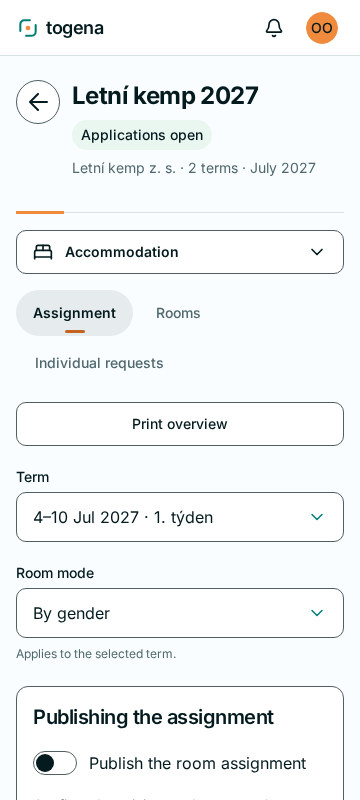 togena
OO
Letní kemp 2027
Applications open
Letní kemp z. s. · 2 terms · July 2027
Accommodation
Assignment
Rooms
Individual requests
Print overview
Term
4–10 Jul 2027 · 1. týden
Room mode
By gender
Applies to the selected term.
Publishing the assignment
Publish the room assignment